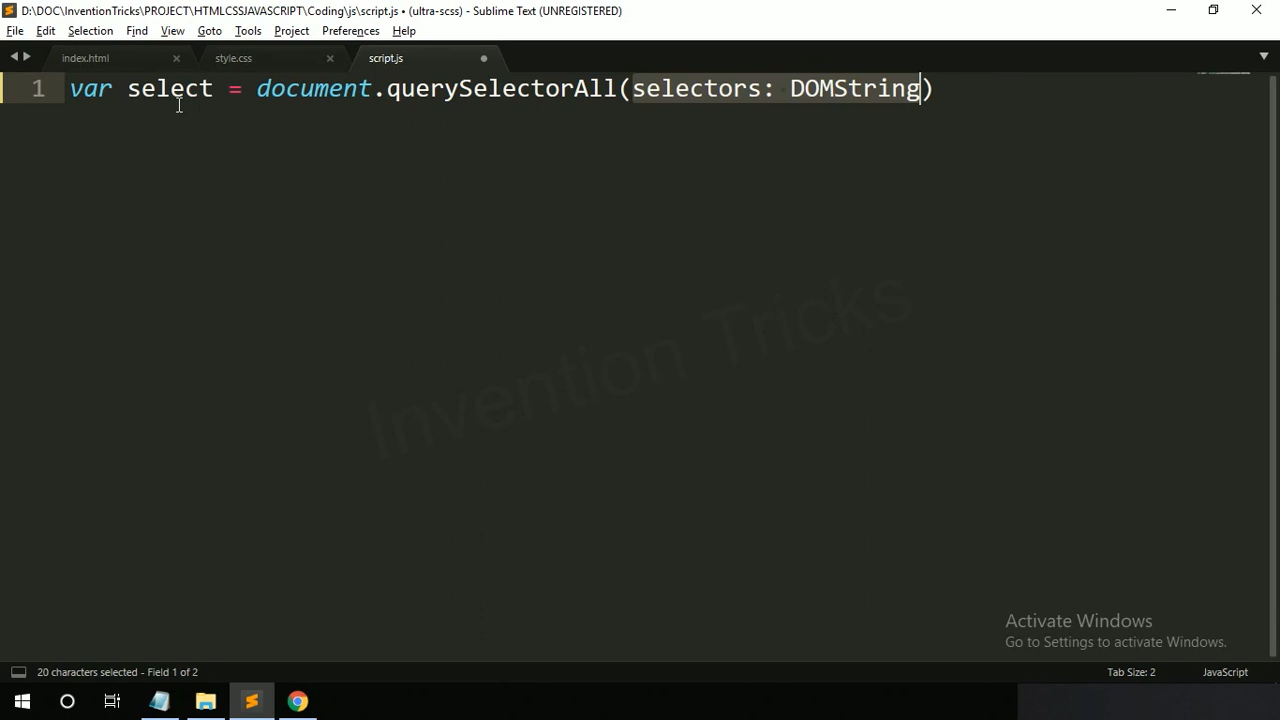 D:\DOC\InventionTricks\PROJECT\HTMLCSSJAVASCRIPT\Coding\js\script.js • (ultra-scss) - Sublime Text (UNREGISTERED)
File Edit Selection Find View Goto Tools Project Preferences Help
index.html style.css script.js
1 var select = document.querySelectorAll(selectors: DOMString)
Invention Tricks
Activate Windows
Go to Settings to activate Windows.
20 characters selected - Field 1 of 2 Tab Size: 2 JavaScript